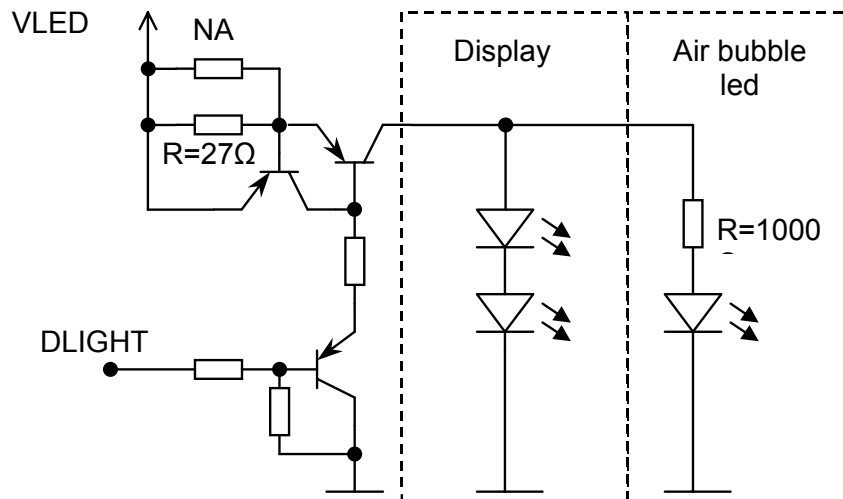 VLED
NA
Display
Air bubble
led
R=27Ω
R=1000
DLIGHT